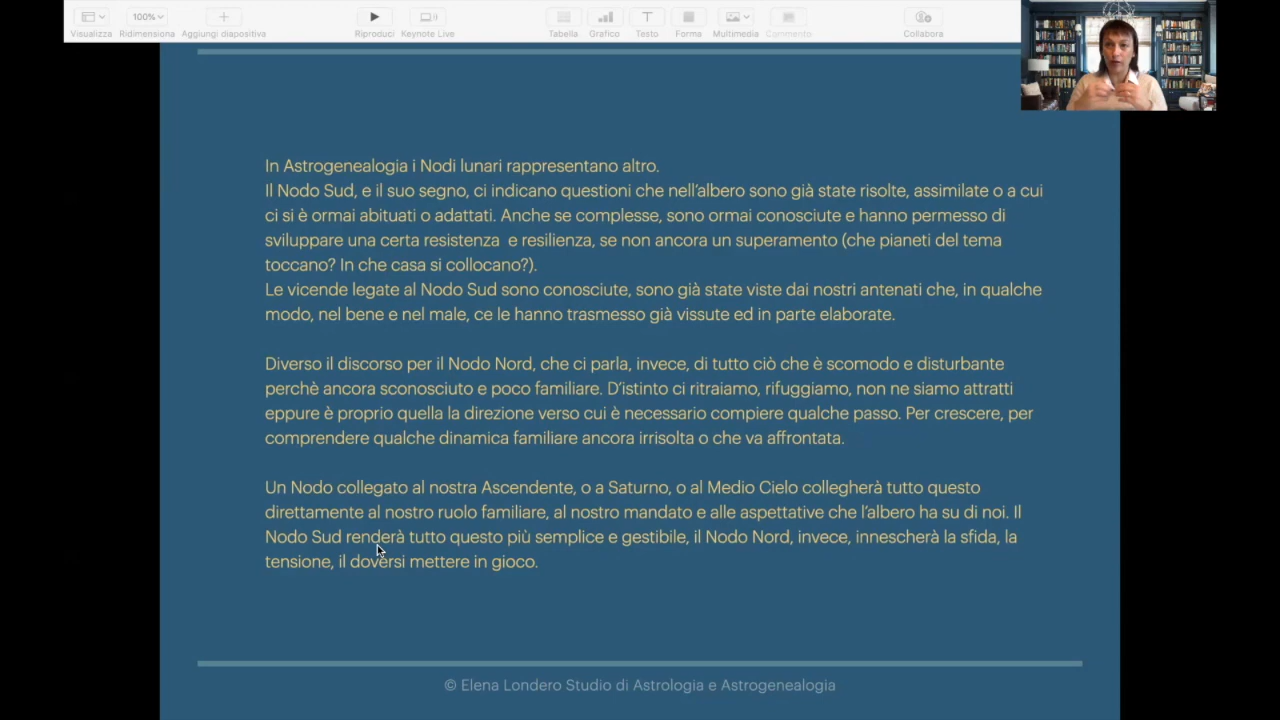 100%
Visualizza Ridimensiona Aggiungi diapositiva Riproduci Keynote Live Tabella Grafico Testo Forma Multimedia Commento Collabora
In Astrogenealogia i Nodi lunari rappresentano altro.
Il Nodo Sud, e il suo segno, ci indicano questioni che nell'albero sono già state risolte, assimilate o a cui
ci si è ormai abituati o adattati. Anche se complesse, sono ormai conosciute e hanno permesso di
sviluppare una certa resistenza e resilienza, se non ancora un superamento (che pianeti del tema
toccano? In che casa si collocano?).
Le vicende legate al Nodo Sud sono conosciute, sono già state viste dai nostri antenati che, in qualche
modo, nel bene e nel male, ce le hanno trasmesso già vissute ed in parte elaborate.
Diverso il discorso per il Nodo Nord, che ci parla, invece, di tutto ciò che è scomodo e disturbante
perchè ancora sconosciuto e poco familiare. D'istinto ci ritraiamo, rifuggiamo, non ne siamo attratti
eppure è proprio quella la direzione verso cui è necessario compiere qualche passo. Per crescere, per
comprendere qualche dinamica familiare ancora irrisolta o che va affrontata.
Un Nodo collegato al nostra Ascendente, o a Saturno, o al Medio Cielo collegherà tutto questo
direttamente al nostro ruolo familiare, al nostro mandato e alle aspettative che l'albero ha su di noi. Il
Nodo Sud renderà tutto questo più semplice e gestibile, il Nodo Nord, invece, innescherà la sfida, la
tensione, il doversi mettere in gioco.
© Elena Londero Studio di Astrologia e Astrogenealogia